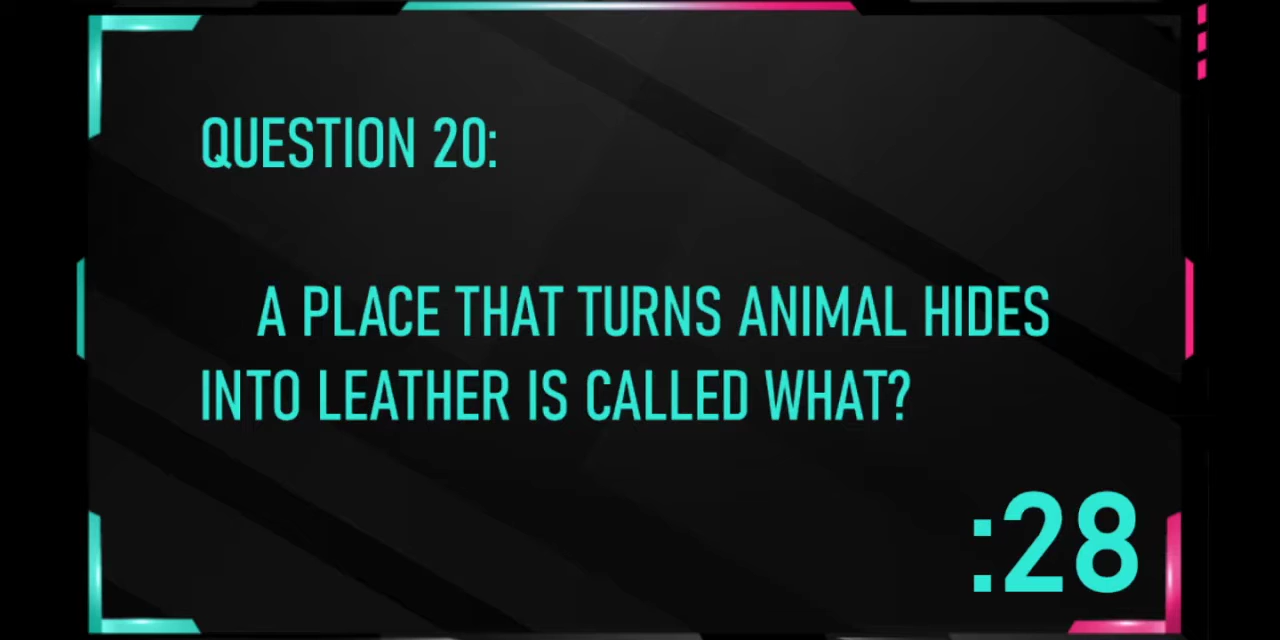 QUESTION 20:
A PLACE THAT TURNS ANIMAL HIDES
INTO LEATHER IS CALLED WHAT?
:28